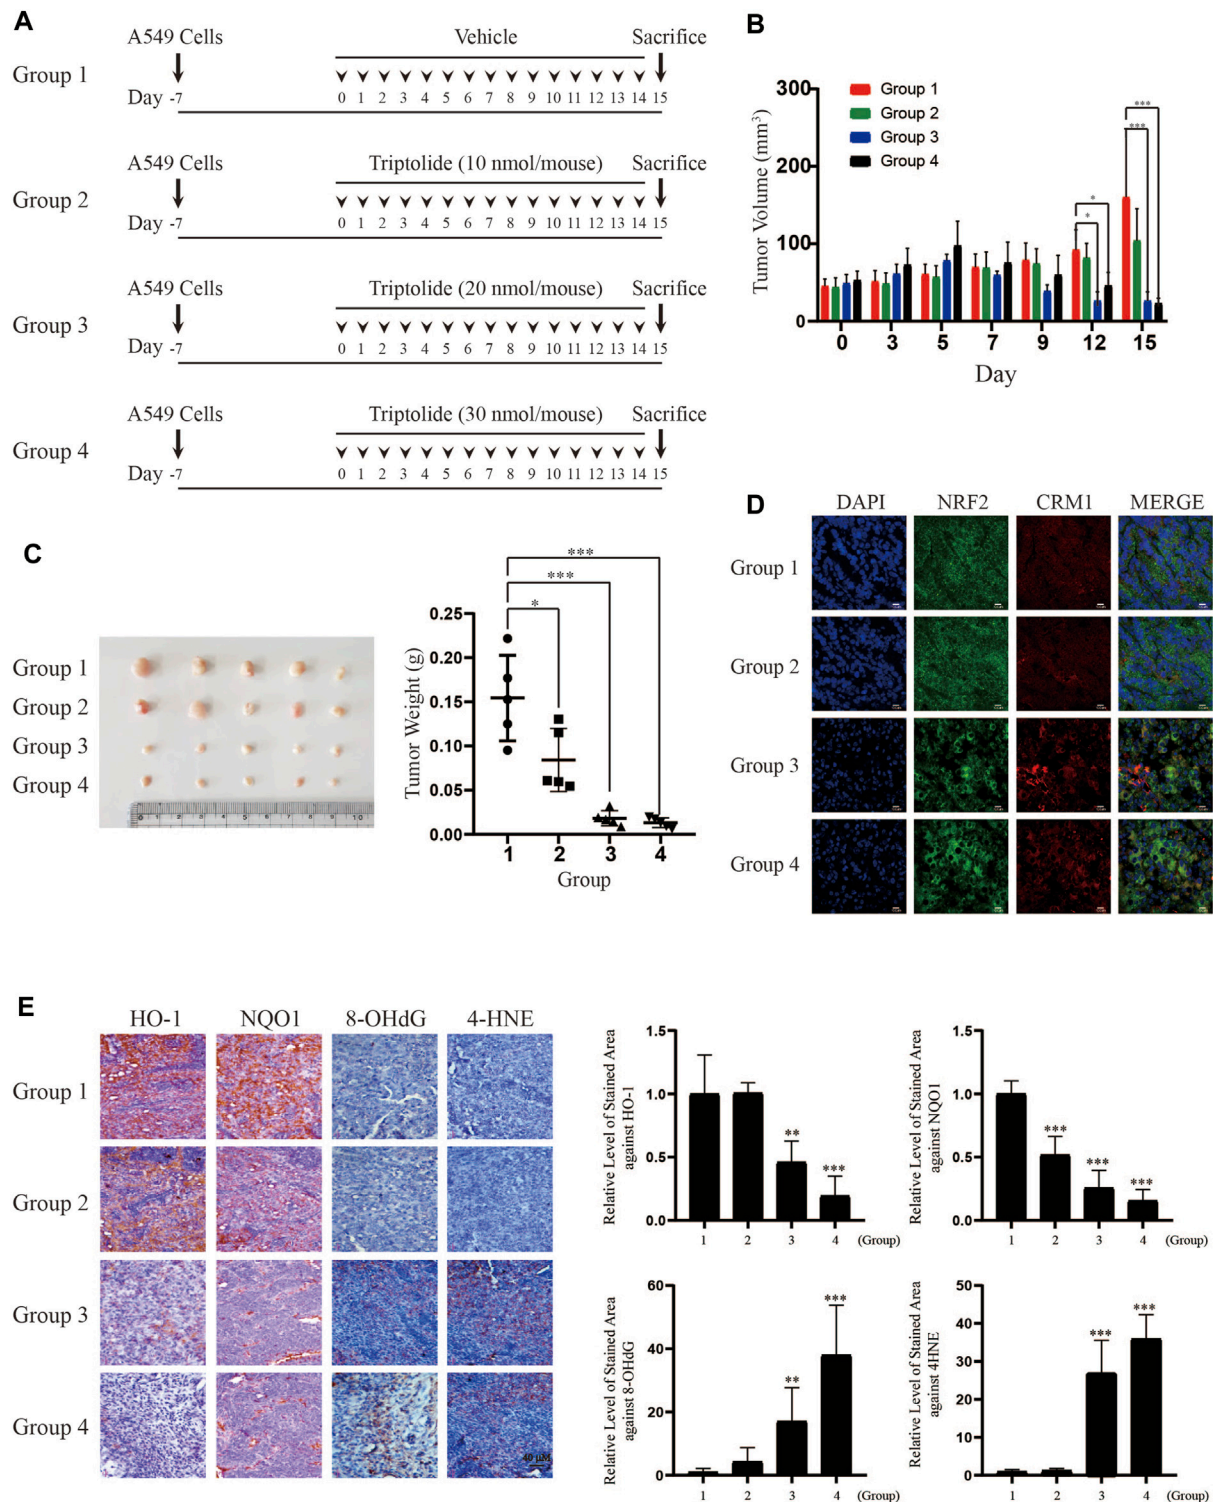 A
A549 Cells Vehicle Sacrifice
Group 1
Day -7 0 1 2 3 4 5 6 7 8 9 10 11 12 13 14 15
A549 Cells Triptolide (10 nmol/mouse) Sacrifice
Group 2
Day -7 0 1 2 3 4 5 6 7 8 9 10 11 12 13 14 15
A549 Cells Triptolide (20 nmol/mouse) Sacrifice
Group 3
Day -7 0 1 2 3 4 5 6 7 8 9 10 11 12 13 14 15
A549 Cells Triptolide (30 nmol/mouse) Sacrifice
Group 4
Day -7 0 1 2 3 4 5 6 7 8 9 10 11 12 13 14 15
B
Tumor Volume (mm³)
300
200
100
0
Group 1
Group 2
Group 3
Group 4
* * *** ***
0 3 5 7 9 12 15
Day
C
Group 1
Group 2
Group 3
Group 4
0 1 2 3 4 5 6 7 8 9 10
***
***
*
Tumor Weight (g)
0.25
0.20
0.15
0.10
0.05
0.00
1 2 3 4
Group
D
DAPI NRF2 CRM1 MERGE
Group 1
Group 2
Group 3
Group 4
E
HO-1 NQO1 8-OHdG 4-HNE
Group 1
Group 2
Group 3
Group 4
40 µM
Relative Level of Stained Area
against HO-1
1.5
1.0
0.5
0.0
** ***
1 2 3 4 (Group)
Relative Level of Stained Area
against NQO1
1.5
1.0
0.5
0.0
*** *** ***
1 2 3 4 (Group)
Relative Level of Stained Area
against 8-OHdG
60
40
20
0
** ***
1 2 3 4 (Group)
Relative Level of Stained Area
against 4HNE
50
40
30
20
10
0
*** ***
1 2 3 4 (Group)